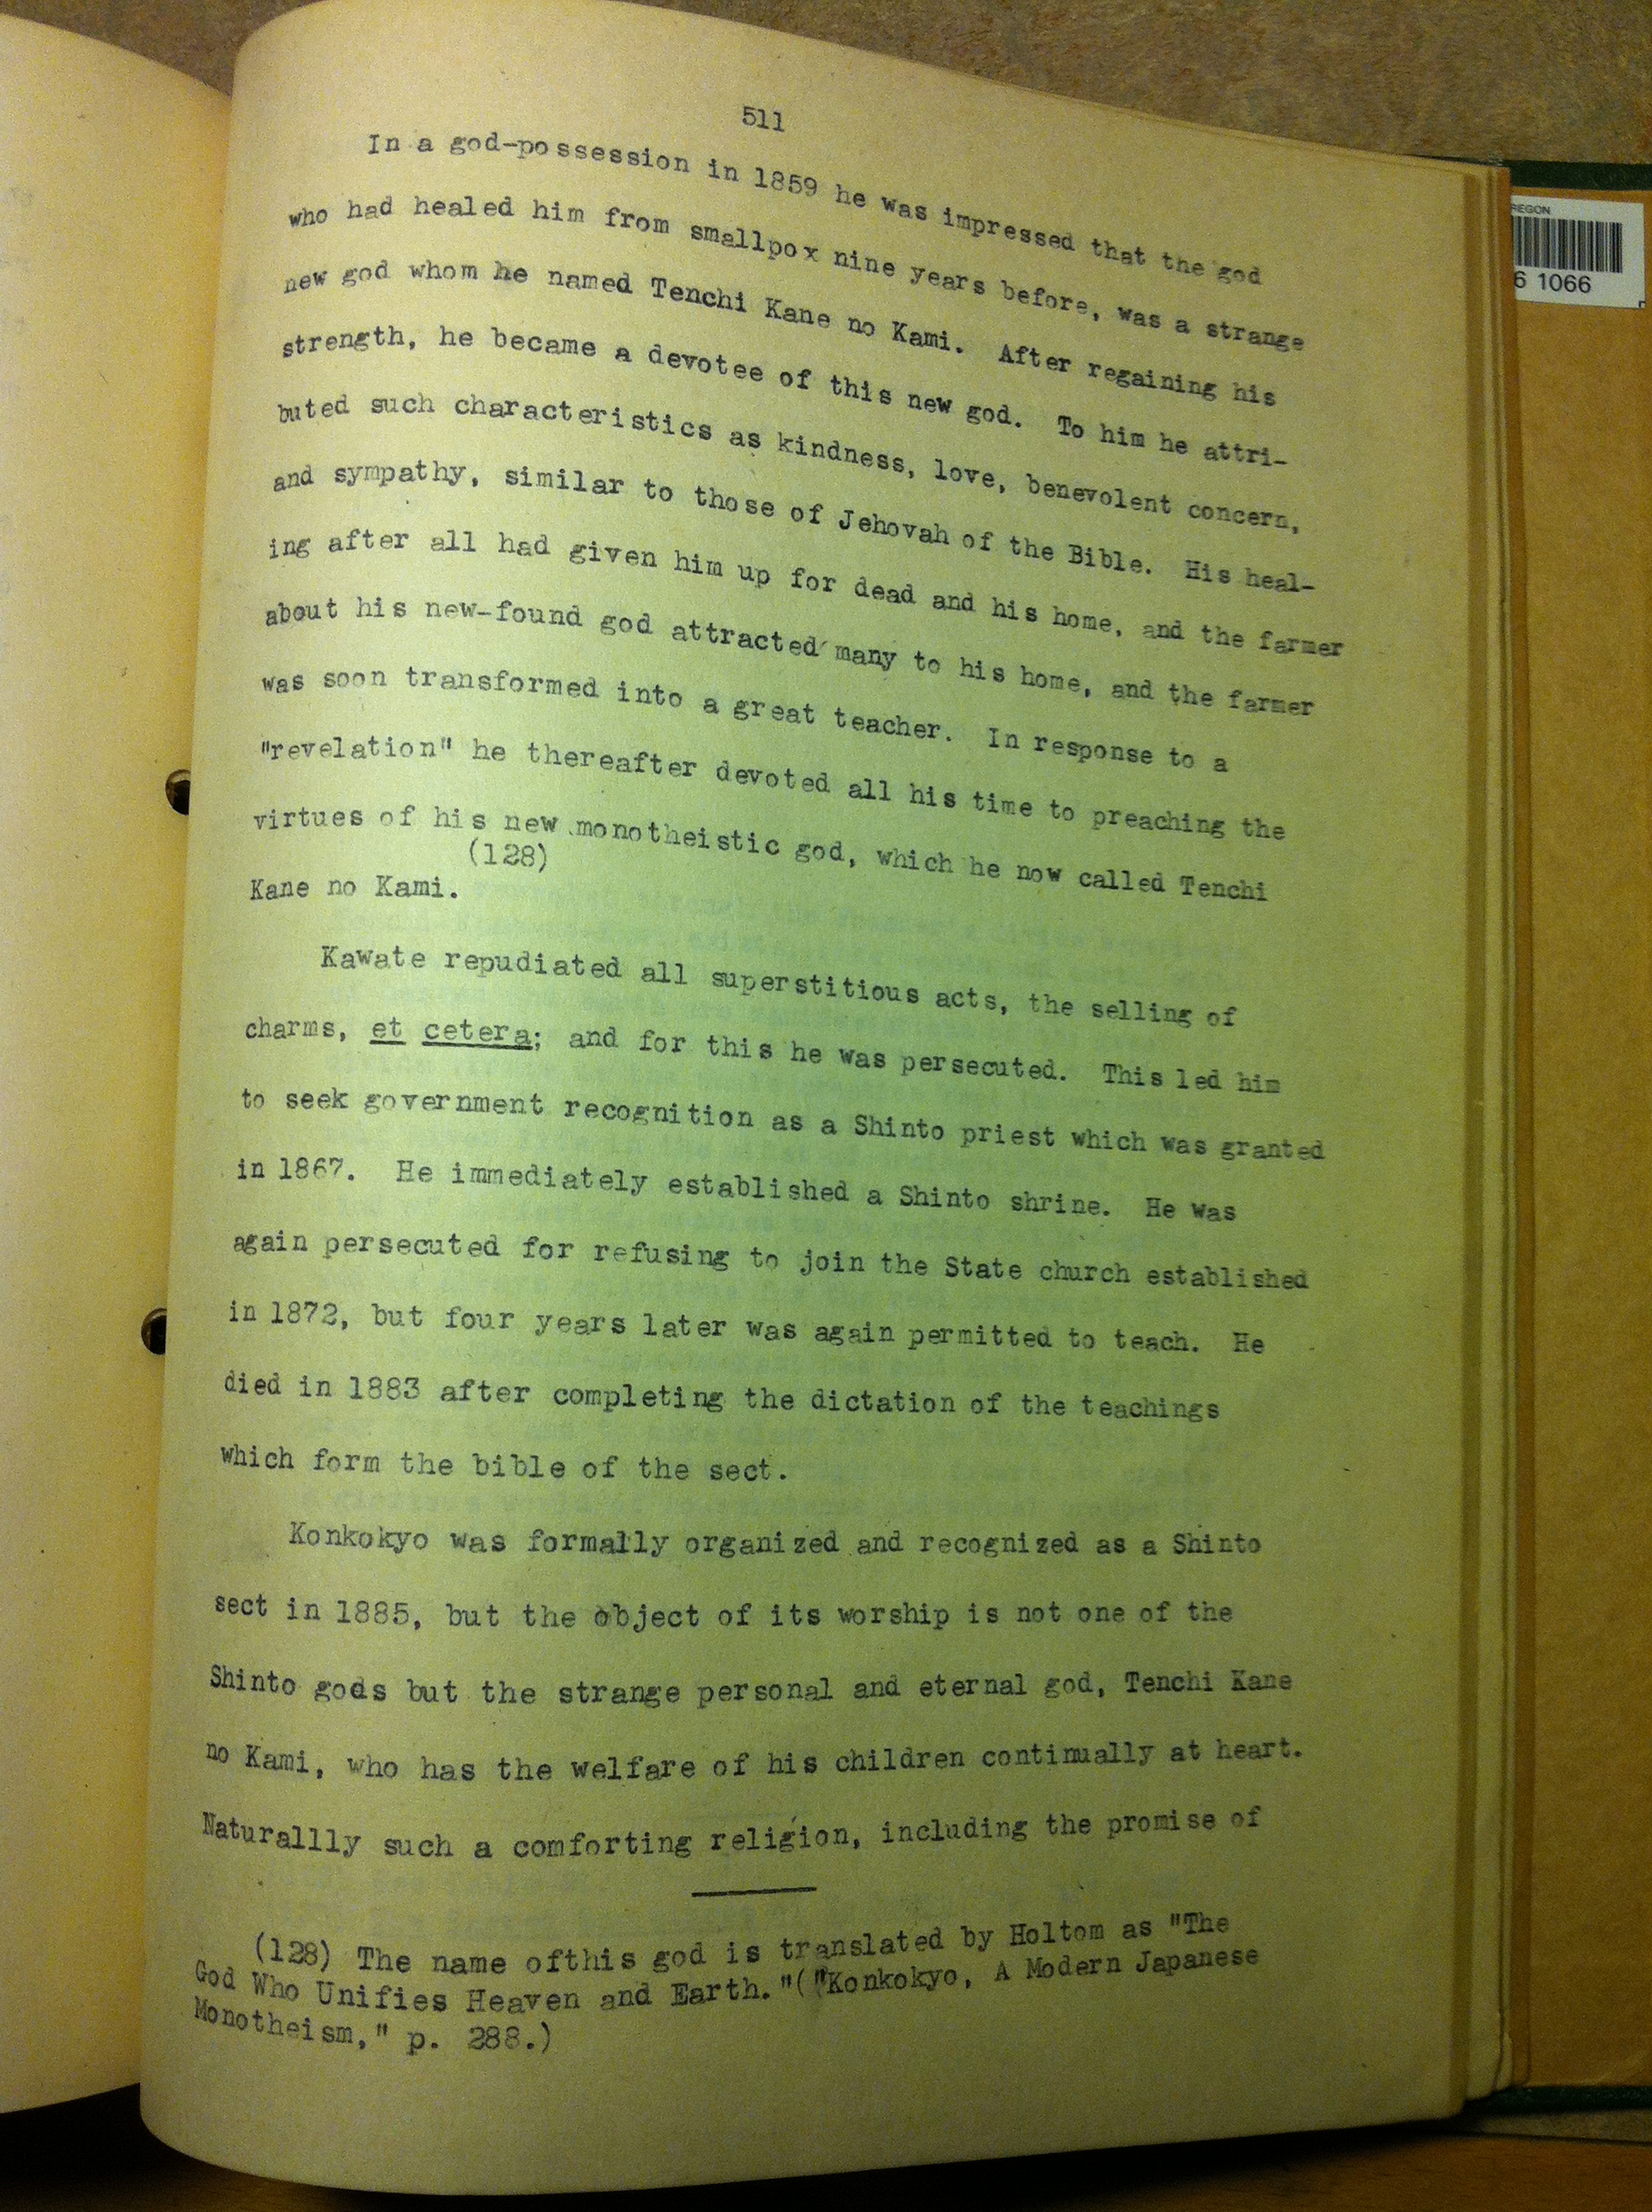 511
In a god-possession in 1859 he was impressed that the god
who had healed him from smallpox nine years before, was a strange
new god whom he named Tenchi Kane no Kami. After regaining his
strength, he became a devotee of this new god. To him he attri-
buted such characteristics as kindness, love, benevolent concern,
and sympathy, similar to those of Jehovah of the Bible. His heal-
ing after all had given him up for dead and his home, and the farmer
about his new-found god attracted many to his home, and the farmer
was soon transformed into a great teacher. In response to a
"revelation" he thereafter devoted all his time to preaching the
virtues of his new monotheistic god, which he now called Tenchi
(128)
Kane no Kami.
Kawate repudiated all superstitious acts, the selling of
charms, et cetera; and for this he was persecuted. This led him
to seek government recognition as a Shinto priest which was granted
in 1867. He immediately established a Shinto shrine. He was
again persecuted for refusing to join the State church established
in 1872, but four years later was again permitted to teach. He
died in 1883 after completing the dictation of the teachings
which form the bible of the sect.
Konkokyo was formally organized and recognized as a Shinto
sect in 1885, but the object of its worship is not one of the
Shinto gods but the strange personal and eternal god, Tenchi Kane
no Kami, who has the welfare of his children continually at heart.
Naturallly such a comforting religion, including the promise of
(128) The name ofthis god is translated by Holtom as "The
God Who Unifies Heaven and Earth."("Konkokyo, A Modern Japanese
Monotheism," p. 288.)
REGON
6 1066